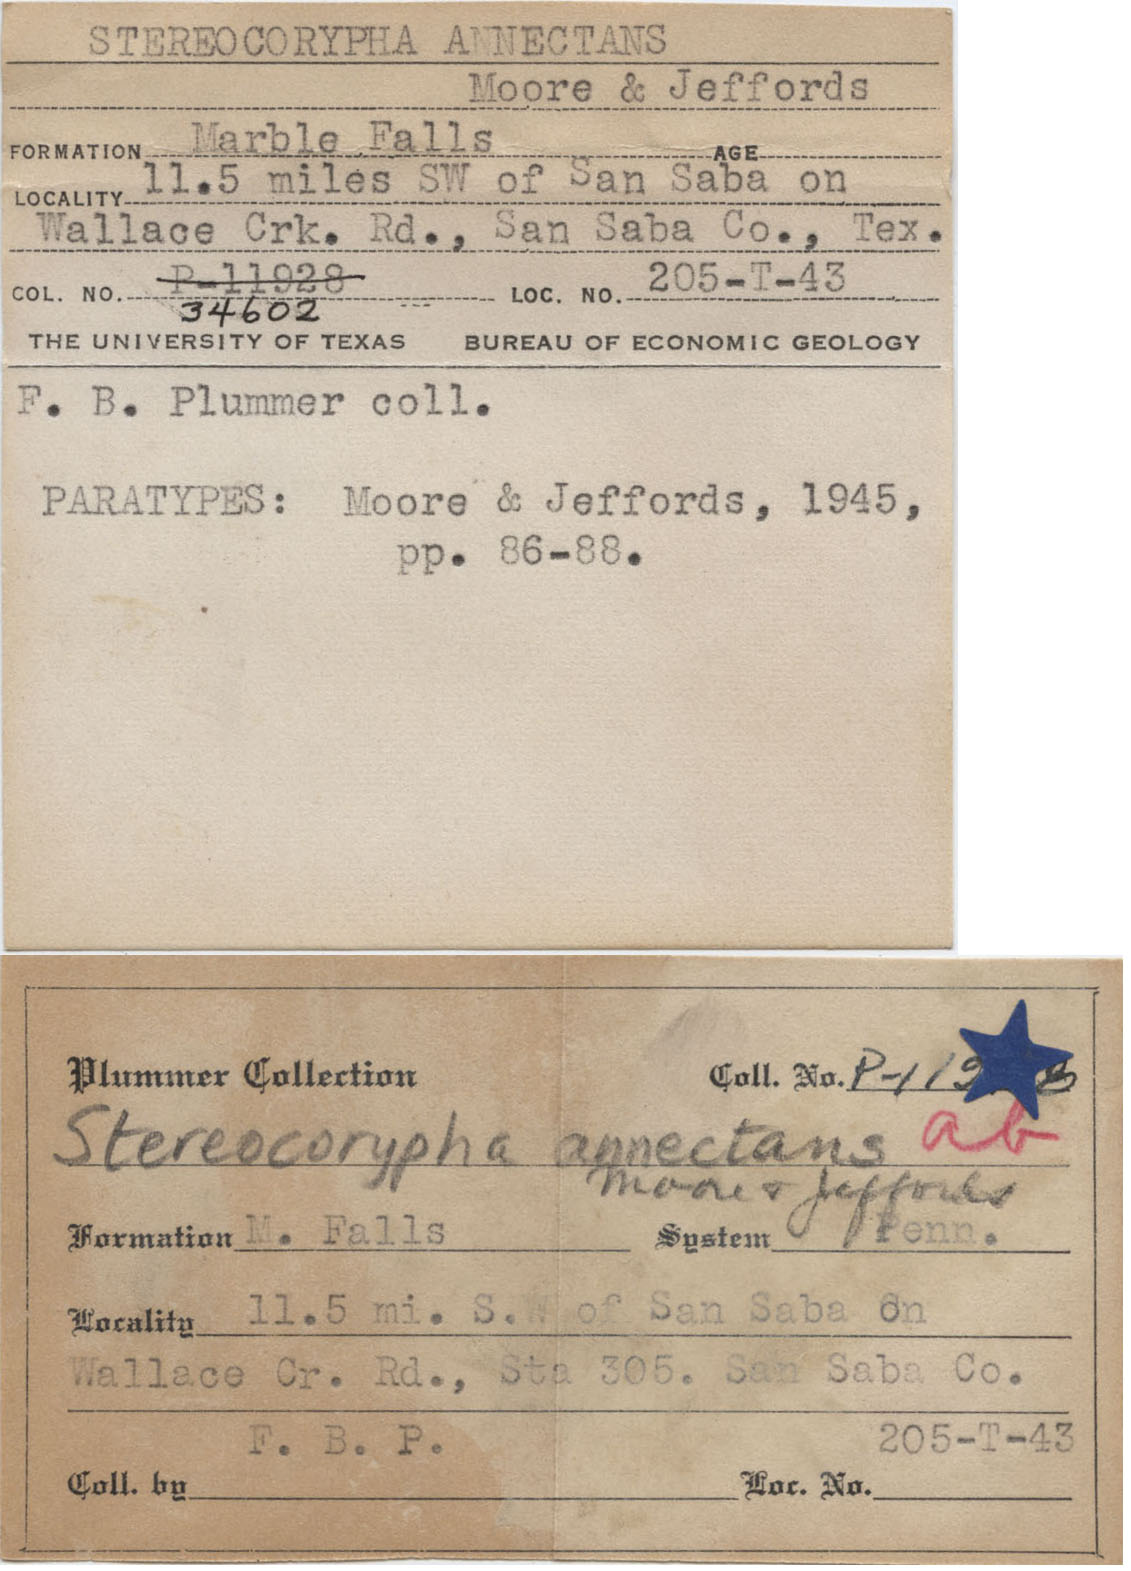 STEREOCORYPHA ANNECTANS
Moore & Jeffords
FORMATION Marble Falls AGE
LOCALITY 11.5 miles SW of San Saba on
Wallace Crk. Rd., San Saba Co., Tex.
COL. NO. P-11928 LOC. NO. 205-T-43
34602
THE UNIVERSITY OF TEXAS BUREAU OF ECONOMIC GEOLOGY
F. B. Plummer coll.
PARATYPES: Moore & Jeffords, 1945,
pp. 86-88.
Plummer Collection Coll. No.
Stereocorypha annectans ab
Moore & Jeffords
Formation M. Falls System Penn.
Locality 11.5 mi. S.W of San Saba On
Wallace Cr. Rd., Sta 305. San Saba Co.
F. B. P. 205-T-43
Coll. by Loc. No.